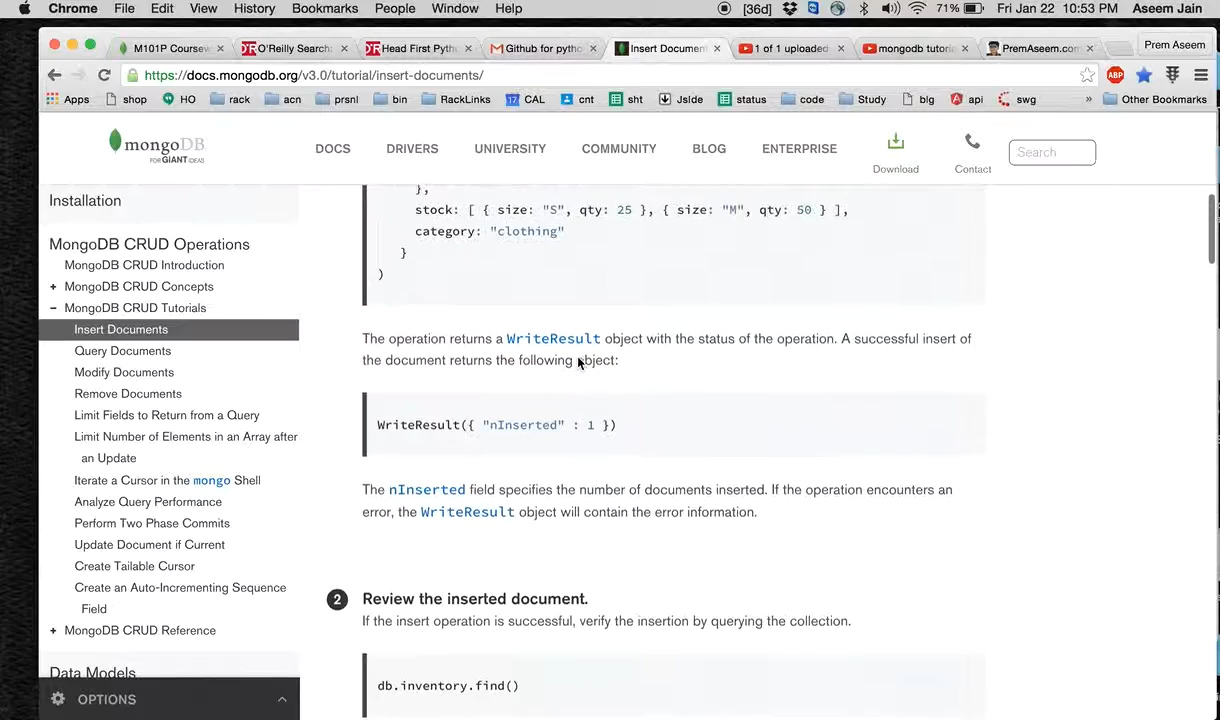 Chrome File Edit View History Bookmarks People Window Help [36d] 71% Fri Jan 22 10:53 PM Aseem Jain
M101P Coursew × O'Reilly Search: × Head First Pyth × Github for pytho × Insert Documen × 1 of 1 uploaded × mongodb tutoria × PremAseem.com × Prem Aseem
https://docs.mongodb.org/v3.0/tutorial/insert-documents/ ABP
Apps shop HO rack acn prsnl bin RackLinks 17 CAL cnt sht Jslde status code Study blg api swg » Other Bookmarks
mongoDB
FOR GIANT IDEAS
DOCS DRIVERS UNIVERSITY COMMUNITY BLOG ENTERPRISE Download Contact Search
Installation
MongoDB CRUD Operations
MongoDB CRUD Introduction
+ MongoDB CRUD Concepts
– MongoDB CRUD Tutorials
Insert Documents
Query Documents
Modify Documents
Remove Documents
Limit Fields to Return from a Query
Limit Number of Elements in an Array after
an Update
Iterate a Cursor in the mongo Shell
Analyze Query Performance
Perform Two Phase Commits
Update Document if Current
Create Tailable Cursor
Create an Auto-Incrementing Sequence
Field
+ MongoDB CRUD Reference
Data Models
OPTIONS
},
stock: [ { size: "S", qty: 25 }, { size: "M", qty: 50 } ],
category: "clothing"
}
)
The operation returns a WriteResult object with the status of the operation. A successful insert of
the document returns the following object:
WriteResult({ "nInserted" : 1 })
The nInserted field specifies the number of documents inserted. If the operation encounters an
error, the WriteResult object will contain the error information.
2 Review the inserted document.
If the insert operation is successful, verify the insertion by querying the collection.
db.inventory.find()